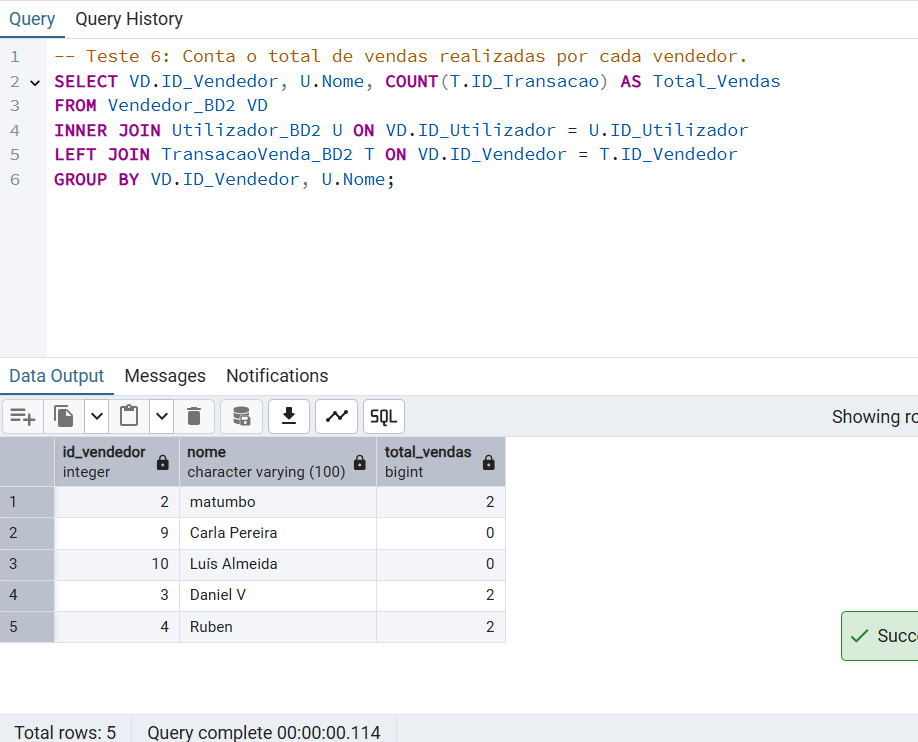 Query Query History
1 -- Teste 6: Conta o total de vendas realizadas por cada vendedor.
2 SELECT VD.ID_Vendedor, U.Nome, COUNT(T.ID_Transacao) AS Total_Vendas
3 FROM Vendedor_BD2 VD
4 INNER JOIN Utilizador_BD2 U ON VD.ID_Utilizador = U.ID_Utilizador
5 LEFT JOIN TransacaoVenda_BD2 T ON VD.ID_Vendedor = T.ID_Vendedor
6 GROUP BY VD.ID_Vendedor, U.Nome;
Data Output Messages Notifications
SQL Showing
id_vendedor nome total_vendas
integer character varying (100) bigint
1 2 matumbo 2
2 9 Carla Pereira 0
3 10 Luís Almeida 0
4 3 Daniel V 2
5 4 Ruben 2
Total rows: 5 Query complete 00:00:00.114